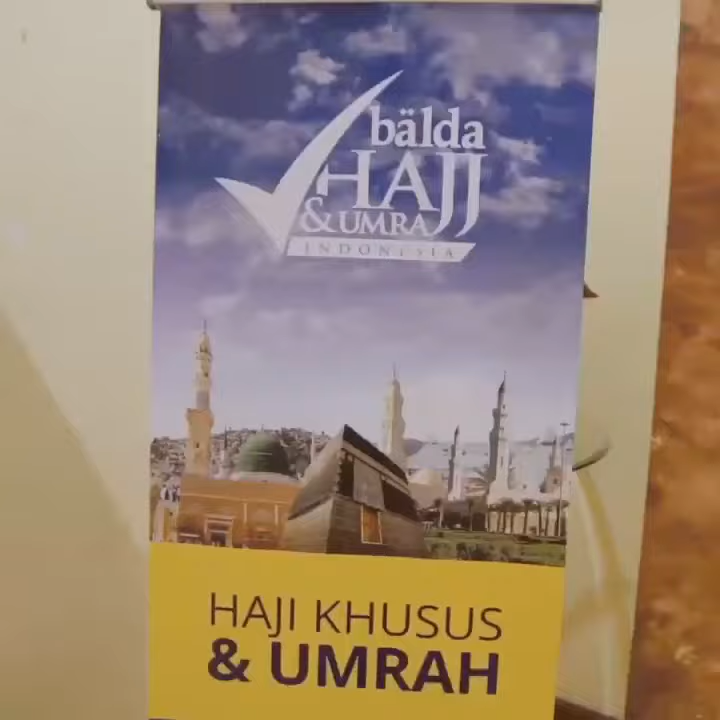 bälda
HAJJ
& UMRA
INDONESIA
HAJI KHUSUS
& UMRAH